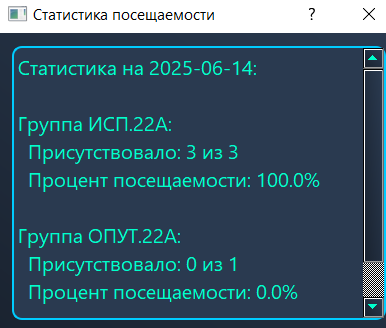 Статистика посещаемости
?
Статистика на 2025-06-14:
Группа ИСП.22А:
Присутствовало: 3 из 3
Процент посещаемости: 100.0%
Группа ОПУТ.22А:
Присутствовало: 0 из 1
Процент посещаемости: 0.0%